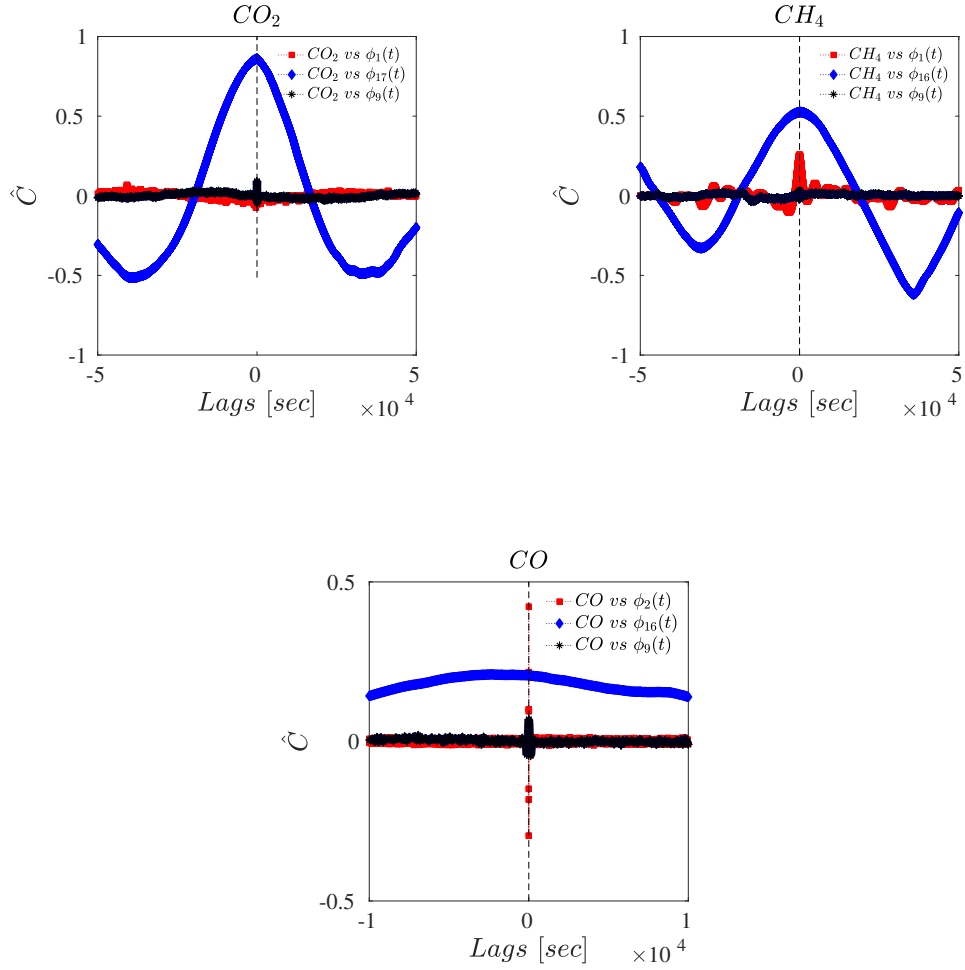 CO₂
1
0.5
0
-0.5
-1
-5 0 5
Lags [sec] ×10⁴
Ĉ
CO₂ vs ϕ₁(t)
CO₂ vs ϕ₁₇(t)
CO₂ vs ϕ₉(t)
CH₄
1
0.5
0
-0.5
-1
-5 0 5
Lags [sec] ×10⁴
Ĉ
CH₄ vs ϕ₁(t)
CH₄ vs ϕ₁₆(t)
CH₄ vs ϕ₉(t)
CO
0.5
0
-0.5
-1 0 1
Lags [sec] ×10⁴
Ĉ
CO vs ϕ₂(t)
CO vs ϕ₁₆(t)
CO vs ϕ₉(t)